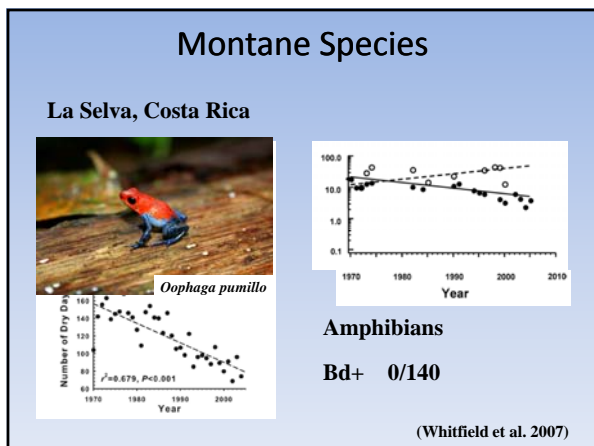 Montane Species
La Selva, Costa Rica
Oophaga pumillo
Number of Dry Day
160
140
120
100
80
60
r²=0.679, P<0.001
1970 1980 1990 2000
Year
100.0
10.0
1.0
0.1
1970 1980 1990 2000 2010
Year
Amphibians
Bd+ 0/140
(Whitfield et al. 2007)